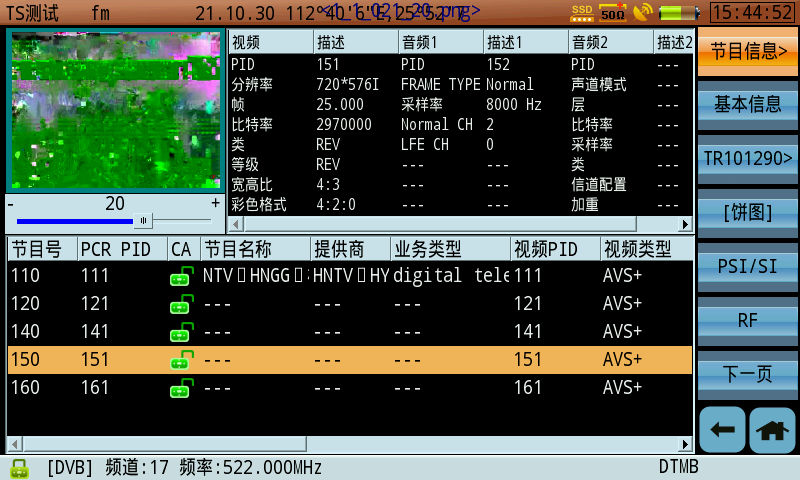 TS测试 fm 21.10.30 SSD 50Ω 15:44:52
视频 描述 音频1 描述1 音频2 描述2
PID 151 PID 152 PID ---
分辨率 720*576I FRAME TYPE Normal 声道模式 ---
帧 25.000 采样率 8000 Hz 层 ---
比特率 2970000 Normal CH 2 比特率 ---
类 REV LFE CH 0 采样率 ---
等级 REV --- --- 类 ---
宽高比 4:3 --- --- 信道配置 ---
彩色格式 4:2:0 --- --- 加重 ---
- 20 +
节目号 PCR PID CA 节目名称 提供商 业务类型 视频PID 视频类型
110 111 NTV HNGG HNTV HY digital tele 111 AVS+
120 121 --- --- --- 121 AVS+
140 141 --- --- --- 141 AVS+
150 151 --- --- --- 151 AVS+
160 161 --- --- --- 161 AVS+
节目信息>
基本信息
TR101290>
[饼图]
PSI/SI
RF
下一页
[DVB] 频道:17 频率:522.000MHz DTMB